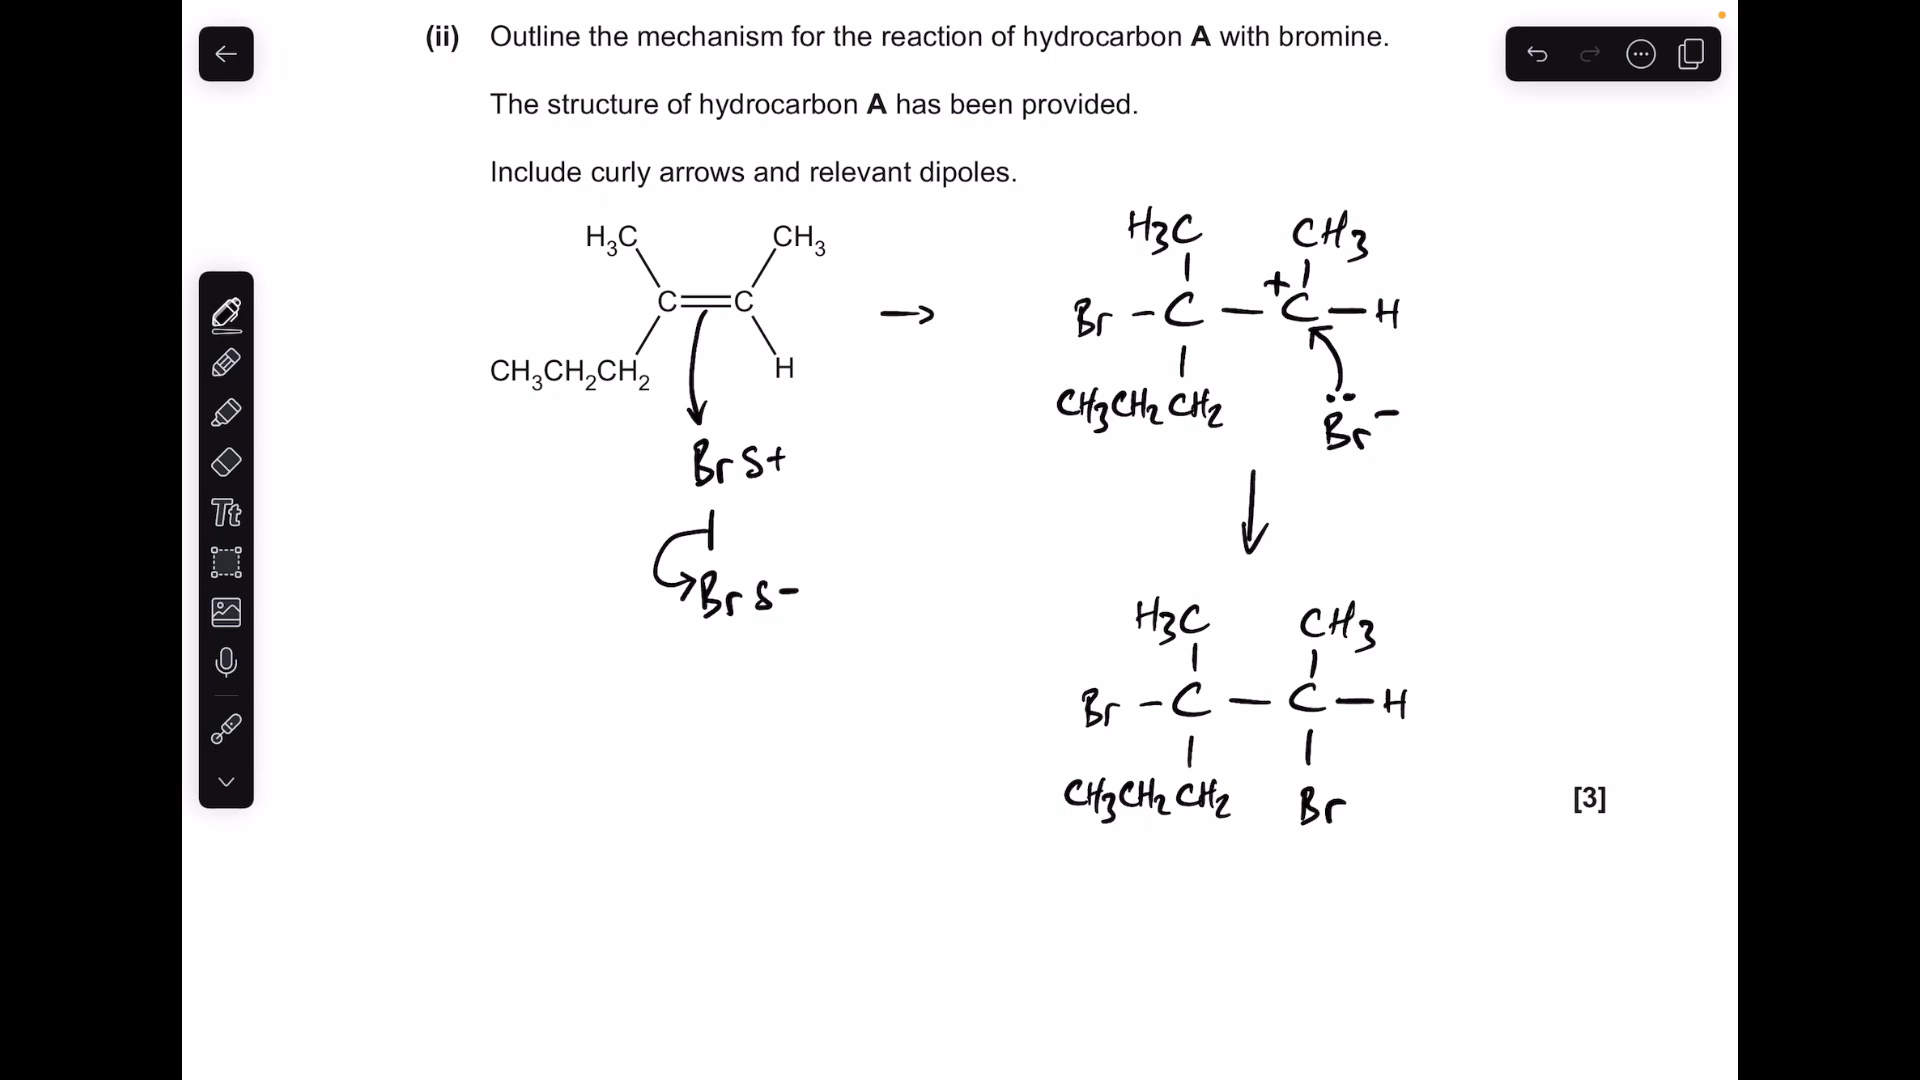 (ii) Outline the mechanism for the reaction of hydrocarbon A with bromine.
The structure of hydrocarbon A has been provided.
Include curly arrows and relevant dipoles.
H₃C CH₃
C=C
CH₃CH₂CH₂ H
Br δ+
Br δ-
H₃C CH₃
Br - C - +C - H
CH₃CH₂CH₂ Br⁻
H₃C CH₃
Br - C - C - H
CH₃CH₂CH₂ Br
[3]
Tt